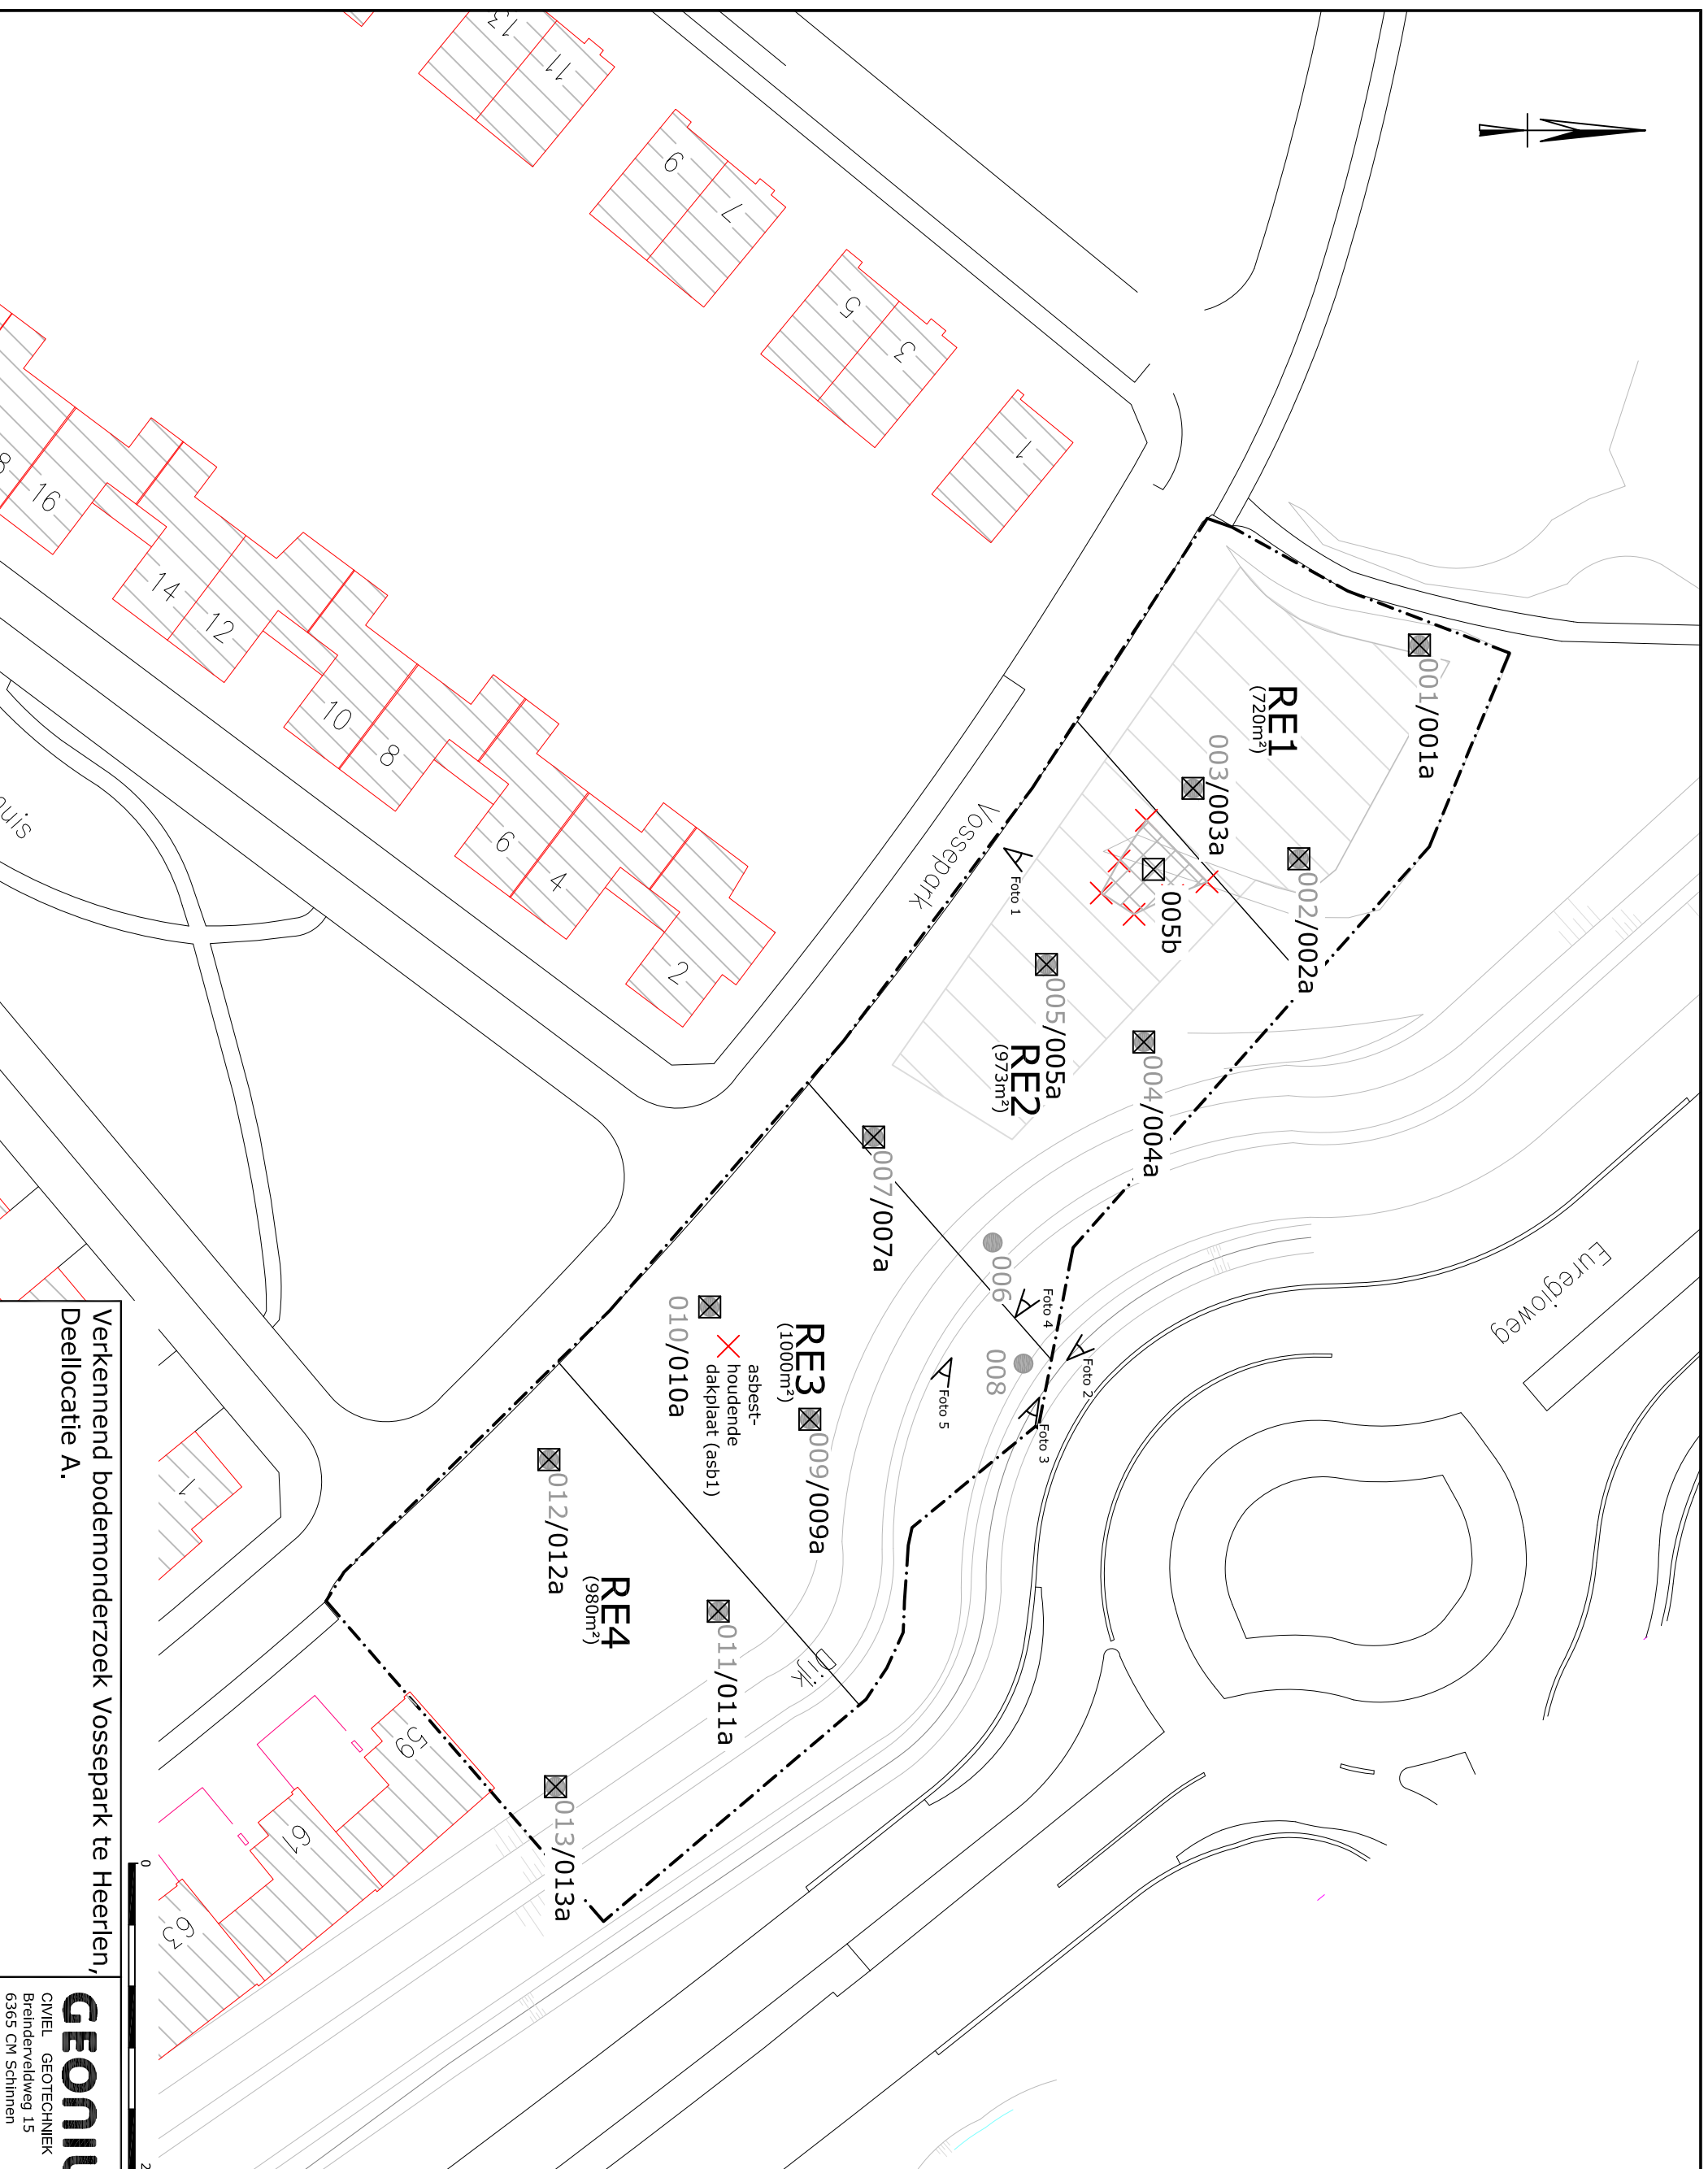 13
11
9
7
5
3
1
16
14
12
10
8
6
4
2
Vossepark
Euregioweg
Dijk
001/001a
RE1
(720m²)
003/003a
002/002a
005b
Foto 1
005/005a
RE2
(973m²)
004/004a
007/007a
006
Foto 4
008
Foto 2
Foto 3
Foto 5
RE3
(1000m²)
009/009a
010/010a
asbest-
houdende
dakplaat (asb1)
012/012a
RE4
(980m²)
011/011a
013/013a
1
59
61
63
0
Verkennend bodemonderzoek Vossepark te Heerlen,
Deellocatie A.
CIVIEL GEOTECHNIEK
Breinderveldweg 15
6365 CM Schinnen